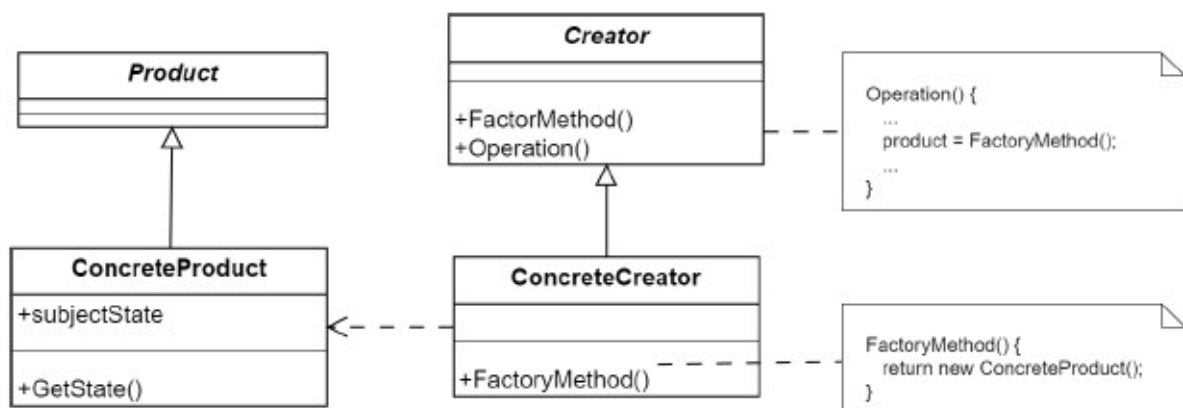 Product
ConcreteProduct
+subjectState
+GetState()
Creator
+FactorMethod()
+Operation()
ConcreteCreator
+FactoryMethod()
Operation() {
...
product = FactoryMethod();
...
}
FactoryMethod() {
return new ConcreteProduct();
}